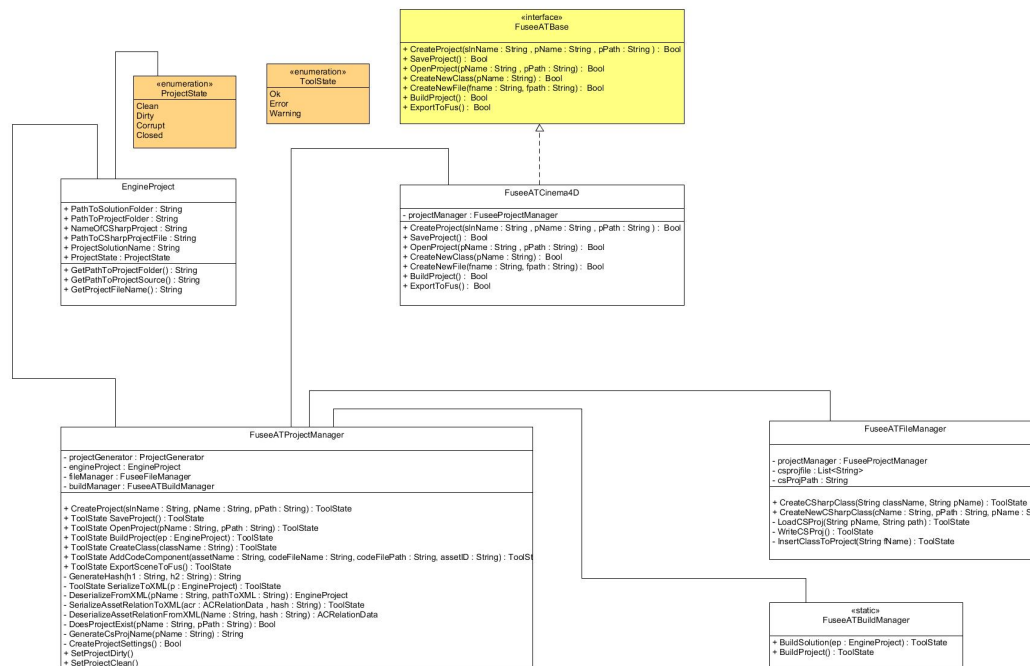 «interface»
FuseeATBase
+ CreateProject(slnName : String , pName : String , pPath : String ) : Bool
+ SaveProject() : Bool
+ OpenProject(pName : String , pPath : String) : Bool
+ CreateNewClass(pName : String) : Bool
+ CreateNewFile(fname : String, fpath : String) : Bool
+ BuildProject() : Bool
+ ExportToFus() : Bool
«enumeration»
ProjectState
Clean
Dirty
Corrupt
Closed
«enumeration»
ToolState
Ok
Error
Warning
EngineProject
+ PathToSolutionFolder : String
+ PathToProjectFolder : String
+ NameOfCSharpProject : String
+ PathToCSharpProjectFile : String
+ ProjectSolutionName : String
+ ProjectState : ProjectState
+ GetPathToProjectFolder() : String
+ GetPathToProjectSource() : String
+ GetProjectFileName() : String
FuseeATCinema4D
- projectManager : FuseeProjectManager
+ CreateProject(slnName : String , pName : String , pPath : String ) : Bool
+ SaveProject() : Bool
+ OpenProject(pName : String , pPath : String) : Bool
+ CreateNewClass(pName : String) : Bool
+ CreateNewFile(fname : String, fpath : String) : Bool
+ BuildProject() : Bool
+ ExportToFus() : Bool
FuseeATProjectManager
- projectGenerator : ProjectGenerator
- engineProject : EngineProject
- fileManager : FuseeFileManager
- buildManager : FuseeATBuildManager
+ CreateProject(slnName : String, pName : String, pPath : String) : ToolState
+ ToolState SaveProject() : ToolState
+ ToolState OpenProject(pName : String, pPath : String) : ToolState
+ ToolState BuildProject(ep : EngineProject) : ToolState
+ ToolState CreateClass(className : String) : ToolState
+ ToolState AddCodeComponent(assetName : String, codeFileName : String, codeFilePath : String, assetID : String) : ToolSt
+ ToolState ExportSceneToFus() : ToolState
- GenerateHash(h1 : String, h2 : String) : String
- ToolState SerializeToXML(p : EngineProject) : ToolState
- DeserializeFromXML(pName : String, pathToXML : String) : EngineProject
- SerializeAssetRelationToXML(acr : ACRelationData , hash : String) : ToolState
- DeserializeAssetRelationFromXML(Name : String, hash : String) : ACRelationData
- DoesProjectExist(pName : String, pPath : String) : Bool
- GenerateCsProjName(pName : String) : String
- CreateProjectSettings() : Bool
+ SetProjectDirty()
+ SetProjectClean()
FuseeATFileManager
- projectManager : FuseeProjectManager
- csprojfile : List<String>
- csProjPath : String
+ CreateCSharpClass(String className, String pName) : ToolState
+ CreateNewCSharpClass(cName : String, pPath : String, pName : S
- LoadCSProj(String pName, String path) : ToolState
- WriteCSProj() : ToolState
- InsertClassToProject(String fName) : ToolState
«static»
FuseeATBuildManager
+ BuildSolution(ep : EngineProject) : ToolState
+ BuildProject() : ToolState